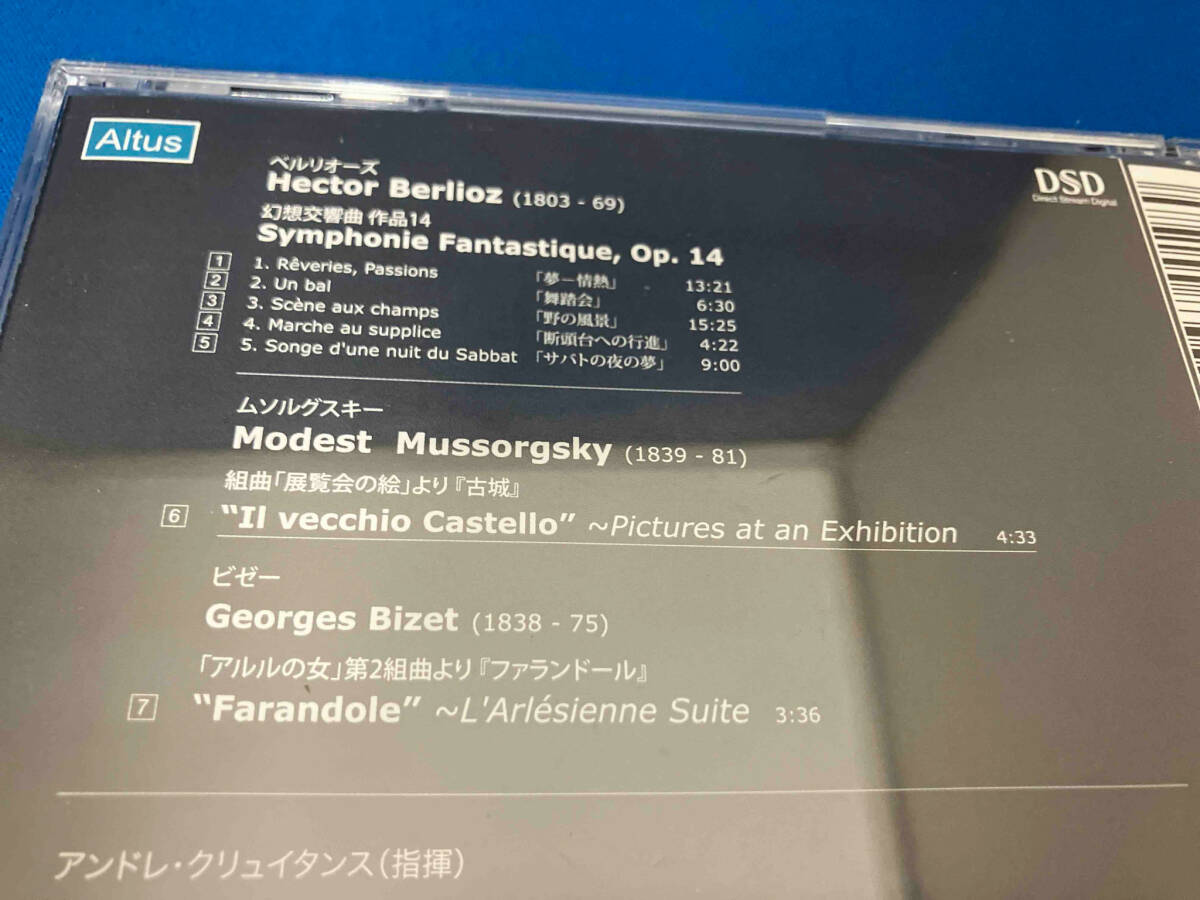 Altus
DSD
Direct Stream Digital
ベルリオーズ
Hector Berlioz (1803 - 69)
幻想交響曲 作品14
Symphonie Fantastique, Op. 14
1 1. Rêveries, Passions 「夢－情熱」 13:21
2 2. Un bal 「舞踏会」 6:30
3 3. Scène aux champs 「野の風景」 15:25
4 4. Marche au supplice 「断頭台への行進」 4:22
5 5. Songe d'une nuit du Sabbat 「サバトの夜の夢」 9:00
ムソルグスキー
Modest Mussorgsky (1839 - 81)
組曲「展覧会の絵」より『古城』
6 “Il vecchio Castello” ~Pictures at an Exhibition 4:33
ビゼー
Georges Bizet (1838 - 75)
「アルルの女」第2組曲より『ファランドール』
7 “Farandole” ~L'Arlésienne Suite 3:36
アンドレ・クリュイタンス（指揮）